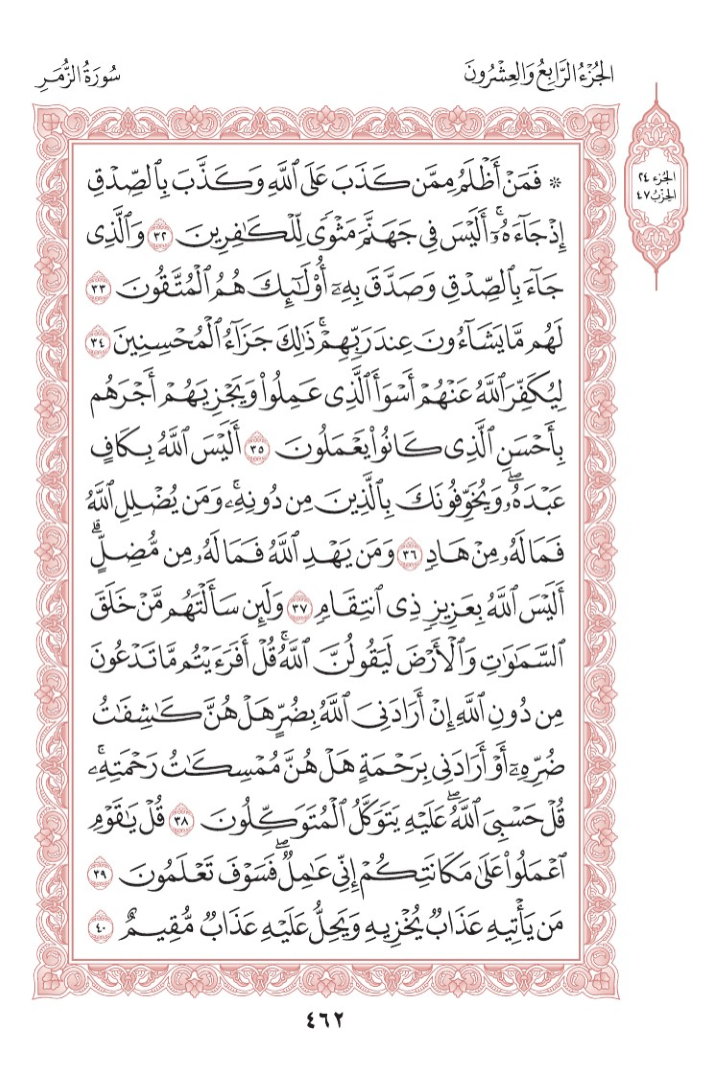 الجُزْءُ الرَّابِعُ وَالعِشْرُونَ
سُورَةُ الزُّمَرِ
الجزء ٢٤
الحِزْبُ ٤٧
۞ فَمَنْ أَظْلَمُ مِمَّن كَذَبَ عَلَى ٱللَّهِ وَكَذَّبَ بِٱلصِّدْقِ
إِذْ جَآءَهُۥٓۚ أَلَيْسَ فِى جَهَنَّمَ مَثْوًى لِّلْكَٰفِرِينَ ٣٢ وَٱلَّذِى
جَآءَ بِٱلصِّدْقِ وَصَدَّقَ بِهِۦٓ أُو۟لَٰٓئِكَ هُمُ ٱلْمُتَّقُونَ ٣٣
لَهُم مَّا يَشَآءُونَ عِندَ رَبِّهِمْۚ ذَٰلِكَ جَزَآءُ ٱلْمُحْسِنِينَ ٣٤
لِيُكَفِّرَ ٱللَّهُ عَنْهُمْ أَسْوَأَ ٱلَّذِى عَمِلُوا۟ وَيَجْزِيَهُمْ أَجْرَهُم
بِأَحْسَنِ ٱلَّذِى كَانُوا۟ يَعْمَلُونَ ٣٥ أَلَيْسَ ٱللَّهُ بِكَافٍ
عَبْدَهُۥۖ وَيُخَوِّفُونَكَ بِٱلَّذِينَ مِن دُونِهِۦۚ وَمَن يُضْلِلِ ٱللَّهُ
فَمَا لَهُۥ مِنْ هَادٍ ٣٦ وَمَن يَهْدِ ٱللَّهُ فَمَا لَهُۥ مِن مُّضِلٍّۗ
أَلَيْسَ ٱللَّهُ بِعَزِيزٍ ذِى ٱنتِقَامٍ ٣٧ وَلَئِن سَأَلْتَهُم مَّنْ خَلَقَ
ٱلسَّمَٰوَٰتِ وَٱلْأَرْضَ لَيَقُولُنَّ ٱللَّهُۚ قُلْ أَفَرَءَيْتُم مَّا تَدْعُونَ
مِن دُونِ ٱللَّهِ إِنْ أَرَادَنِىَ ٱللَّهُ بِضُرٍّ هَلْ هُنَّ كَٰشِفَٰتُ
ضُرِّهِۦٓ أَوْ أَرَادَنِى بِرَحْمَةٍ هَلْ هُنَّ مُمْسِكَٰتُ رَحْمَتِهِۦۚ
قُلْ حَسْبِىَ ٱللَّهُۖ عَلَيْهِ يَتَوَكَّلُ ٱلْمُتَوَكِّلُونَ ٣٨ قُلْ يَٰقَوْمِ
ٱعْمَلُوا۟ عَلَىٰ مَكَانَتِكُمْ إِنِّى عَٰمِلٌۖ فَسَوْفَ تَعْلَمُونَ ٣٩
مَن يَأْتِيهِ عَذَابٌ يُخْزِيهِ وَيَحِلُّ عَلَيْهِ عَذَابٌ مُّقِيمٌ ٤٠
٤٦٢